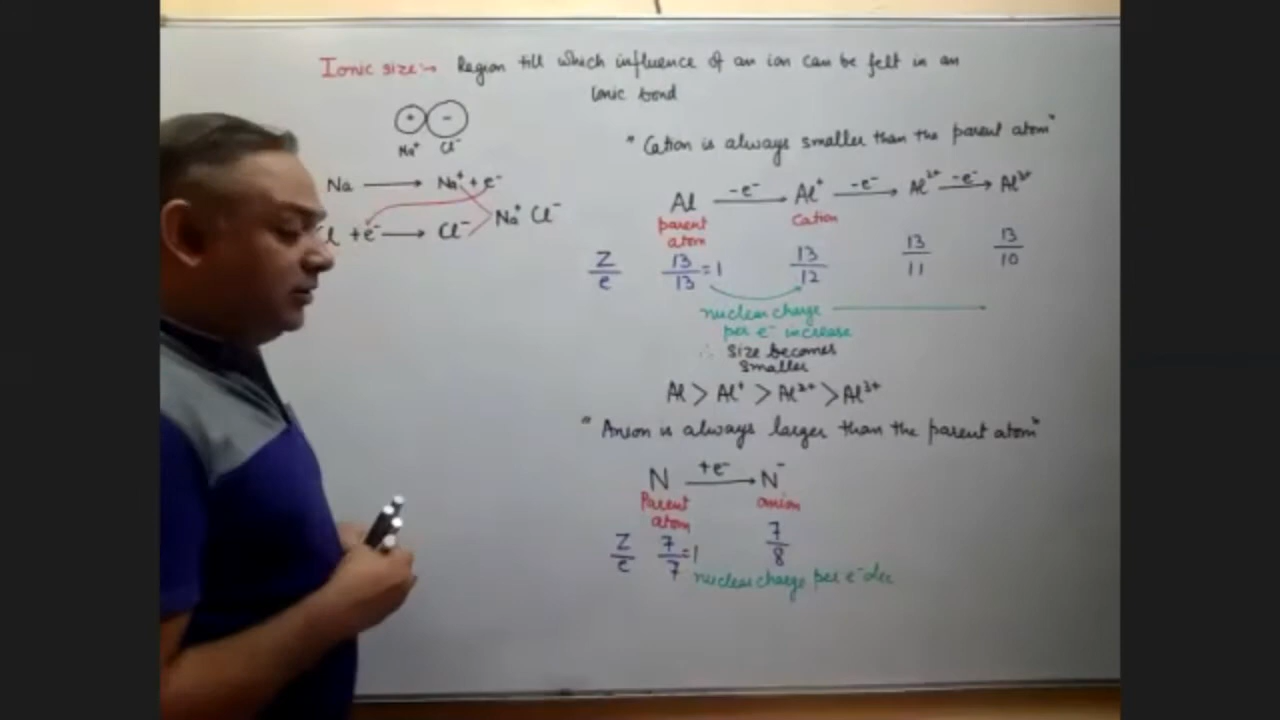 Ionic size:→ Region till which influence of an ion can be felt in an
Ionic bond
+ −
Na⁺ Cl⁻
Na → Na⁺ + e⁻
l + e⁻ → Cl⁻
Na⁺ Cl⁻
"Cation is always smaller than the parent atom"
Al −e⁻→ Al⁺ −e⁻→ Al²⁺ −e⁻→ Al³⁺
parent atom Cation
Z/e 13/13 = 1 13/12 13/11 13/10
nuclear charge
per e⁻ increase
∴ Size becomes
smaller
Al > Al⁺ > Al²⁺ > Al³⁺
"Anion is always larger than the parent atom"
N +e⁻→ N⁻
Parent atom anion
Z/e 7/7 = 1 7/8
nuclear charge per e⁻ dec